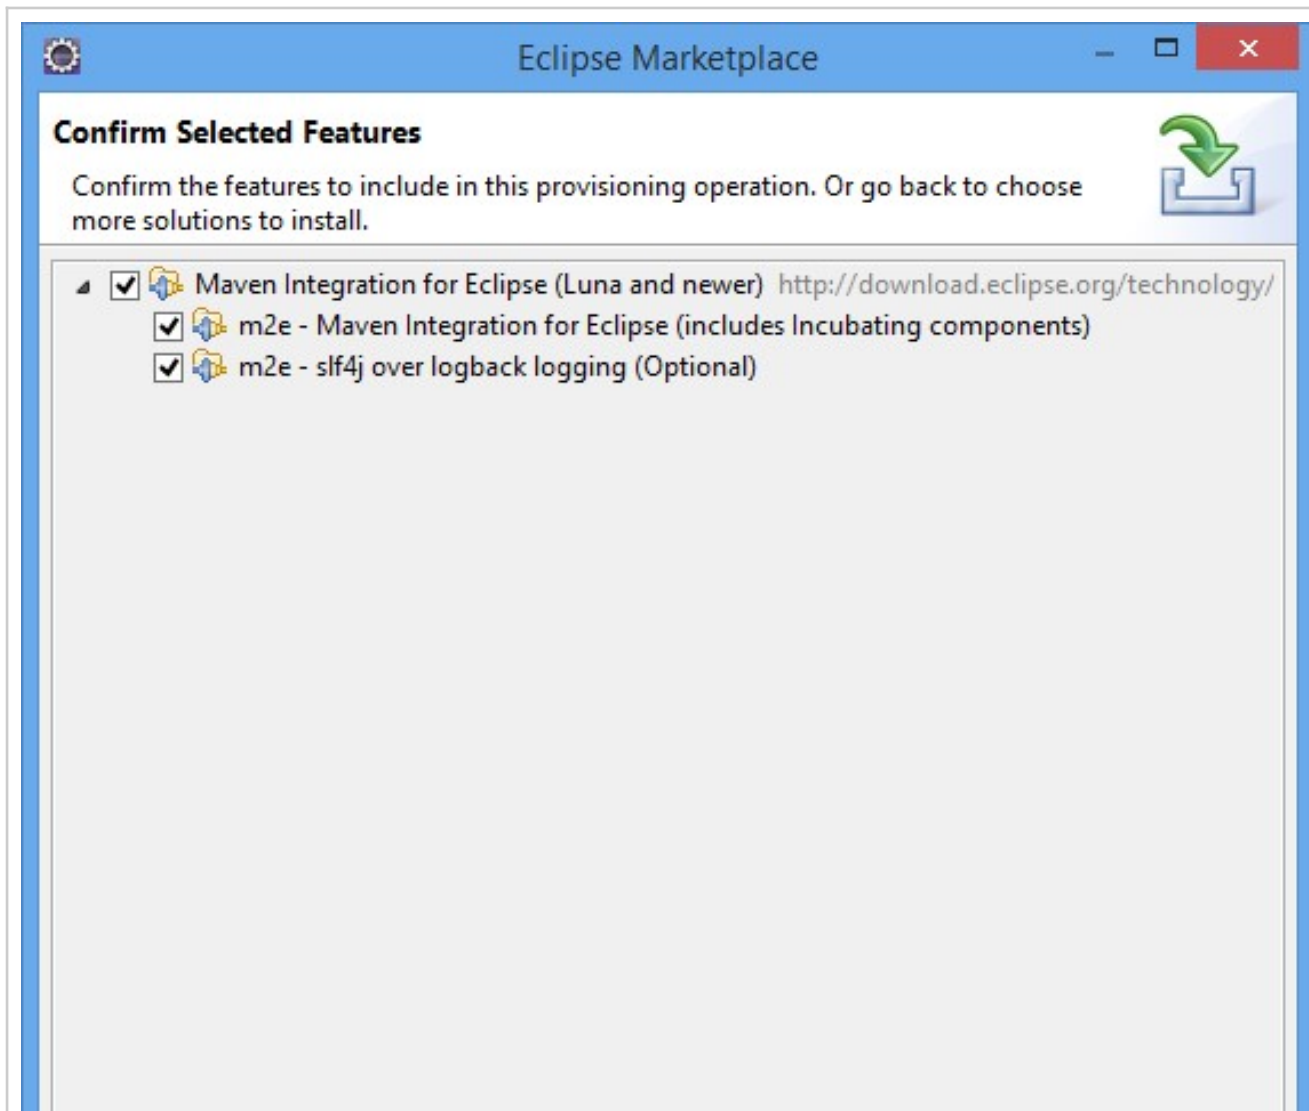 Eclipse Marketplace
Confirm Selected Features
Confirm the features to include in this provisioning operation. Or go back to choose
more solutions to install.
Maven Integration for Eclipse (Luna and newer) http://download.eclipse.org/technology/
m2e - Maven Integration for Eclipse (includes Incubating components)
m2e - slf4j over logback logging (Optional)